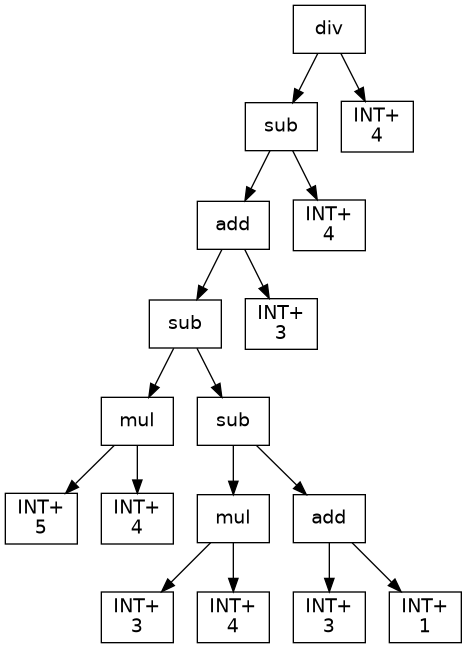 div
sub
INT+
4
add
INT+
4
sub
INT+
3
mul
sub
INT+
5
INT+
4
mul
add
INT+
3
INT+
4
INT+
3
INT+
1